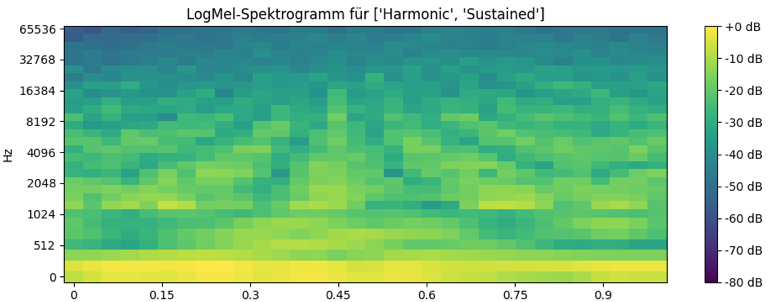 LogMel-Spektrogramm für ['Harmonic', 'Sustained']
Hz
65536
32768
16384
8192
4096
2048
1024
512
0
0 0.15 0.3 0.45 0.6 0.75 0.9
+0 dB
-10 dB
-20 dB
-30 dB
-40 dB
-50 dB
-60 dB
-70 dB
-80 dB